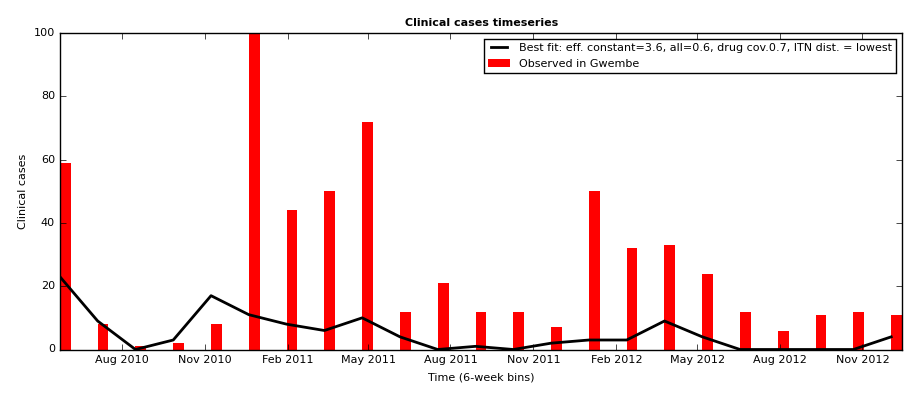 Clinical cases timeseries
Best fit: eff. constant=3.6, all=0.6, drug cov.0.7, ITN dist. = lowest
Observed in Gwembe
Clinical cases
100
80
60
40
20
0
Aug 2010 Nov 2010 Feb 2011 May 2011 Aug 2011 Nov 2011 Feb 2012 May 2012 Aug 2012 Nov 2012
Time (6-week bins)